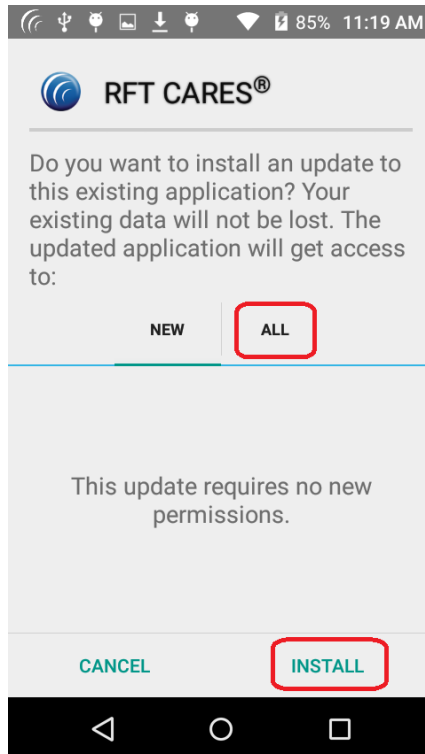 85% 11:19 AM
RFT CARES®
Do you want to install an update to
this existing application? Your
existing data will not be lost. The
updated application will get access
to:
NEW ALL
This update requires no new
permissions.
CANCEL INSTALL